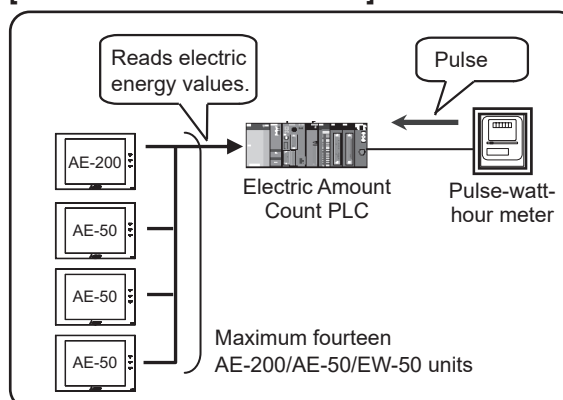 Reads electric
energy values.
Pulse
AE-200
AE-50
AE-50
AE-50
Electric Amount
Count PLC
Pulse-watt-
hour meter
Maximum fourteen
AE-200/AE-50/EW-50 units